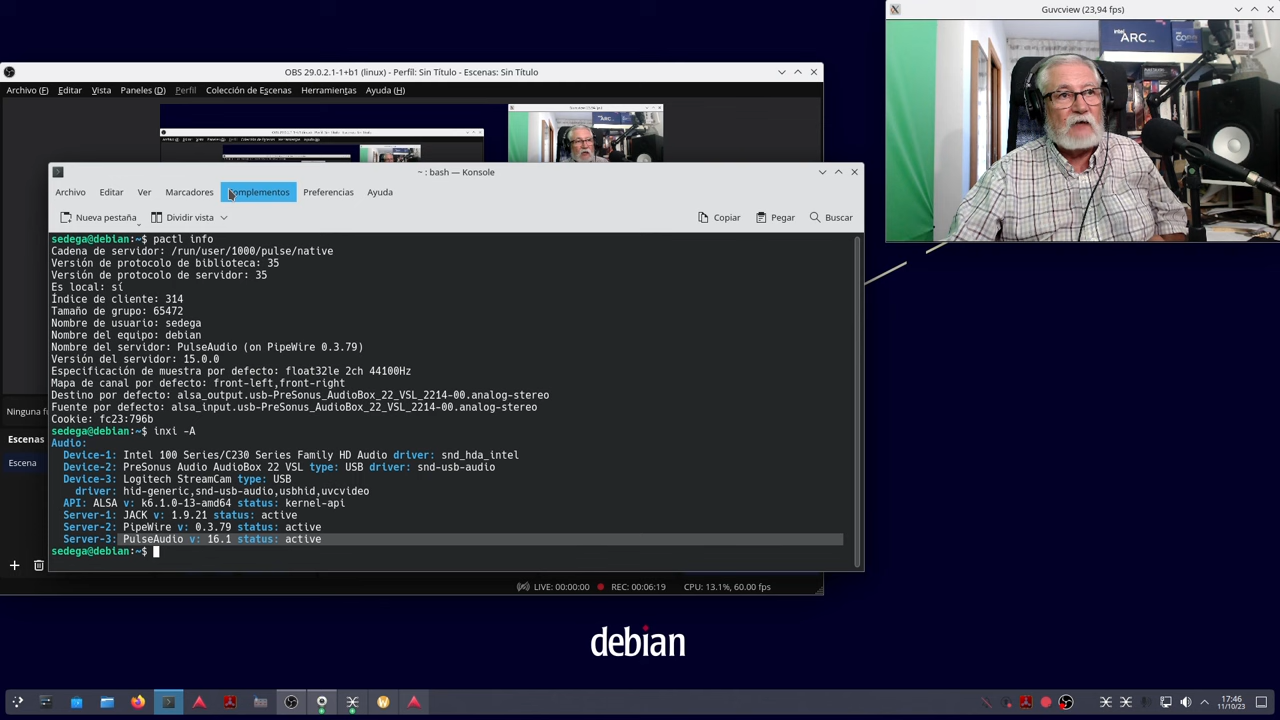 Guvcview (23,94 fps)
intel
ARC
OBS 29.0.2.1-1+b1 (linux) - Perfil: Sin Título - Escenas: Sin Título
Archivo (F) Editar Vista Paneles (D) Perfil Colección de Escenas Herramientas Ayuda (H)
~ : bash — Konsole
Archivo Editar Ver Marcadores Complementos Preferencias Ayuda
Nueva pestaña Dividir vista Copiar Pegar Buscar
sedega@debian:~$ pactl info
Cadena de servidor: /run/user/1000/pulse/native
Versión de protocolo de biblioteca: 35
Versión de protocolo de servidor: 35
Es local: sí
Índice de cliente: 314
Tamaño de grupo: 65472
Nombre de usuario: sedega
Nombre del equipo: debian
Nombre del servidor: PulseAudio (on PipeWire 0.3.79)
Versión del servidor: 15.0.0
Especificación de muestra por defecto: float32le 2ch 44100Hz
Mapa de canal por defecto: front-left,front-right
Destino por defecto: alsa_output.usb-PreSonus_AudioBox_22_VSL_2214-00.analog-stereo
Fuente por defecto: alsa_input.usb-PreSonus_AudioBox_22_VSL_2214-00.analog-stereo
Cookie: fc23:796b
sedega@debian:~$ inxi -A
Audio:
Device-1: Intel 100 Series/C230 Series Family HD Audio driver: snd_hda_intel
Device-2: PreSonus Audio AudioBox 22 VSL type: USB driver: snd-usb-audio
Device-3: Logitech StreamCam type: USB
driver: hid-generic,snd-usb-audio,usbhid,uvcvideo
API: ALSA v: k6.1.0-13-amd64 status: kernel-api
Server-1: JACK v: 1.9.21 status: active
Server-2: PipeWire v: 0.3.79 status: active
Server-3: PulseAudio v: 16.1 status: active
sedega@debian:~$
Ninguna f
Escenas
Escena
LIVE: 00:00:00 REC: 00:06:19 CPU: 13.1%, 60.00 fps
debian
17:46
11/10/23